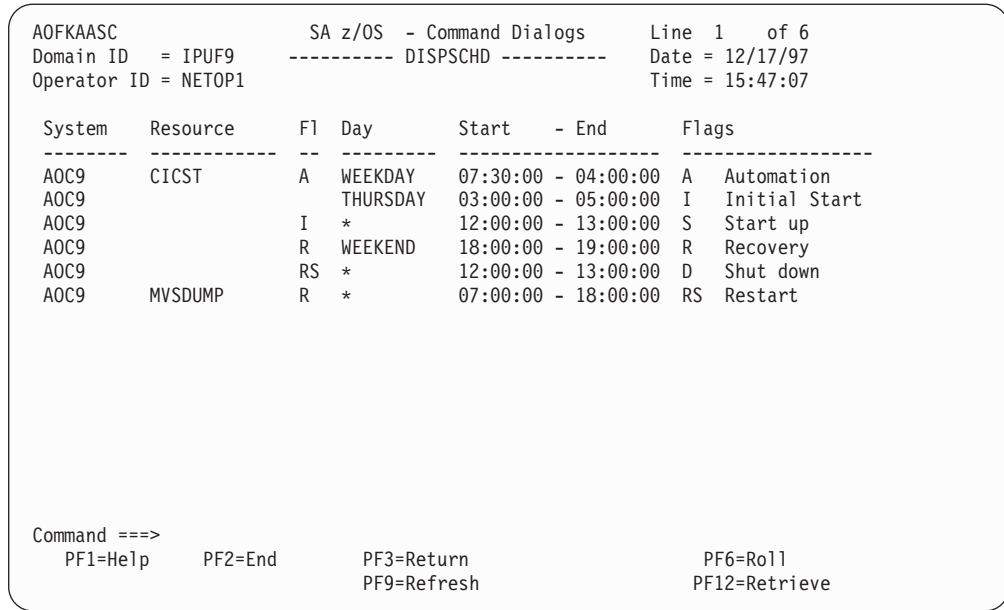 AOFKAASC                   SA z/OS  - Command Dialogs      Line  1    of 6
Domain ID   = IPUF9      ---------- DISPSCHD ----------    Date = 12/17/97
Operator ID = NETOP1                                       Time = 15:47:07
System    Resource      Fl  Day        Start     - End       Flags
--------  ------------  --  ---------  -------------------  ------------------
AOC9      CICST         A   WEEKDAY    07:30:00 - 04:00:00  A   Automation
AOC9                        THURSDAY   03:00:00 - 05:00:00  I   Initial Start
AOC9                    I   *          12:00:00 - 13:00:00  S   Start up
AOC9                    R   WEEKEND    18:00:00 - 19:00:00  R   Recovery
AOC9                    RS  *          12:00:00 - 13:00:00  D   Shut down
AOC9      MVSDUMP       R   *          07:00:00 - 18:00:00  RS  Restart
Command ===>
PF1=Help     PF2=End        PF3=Return                      PF6=Roll
PF9=Refresh                    PF12=Retrieve